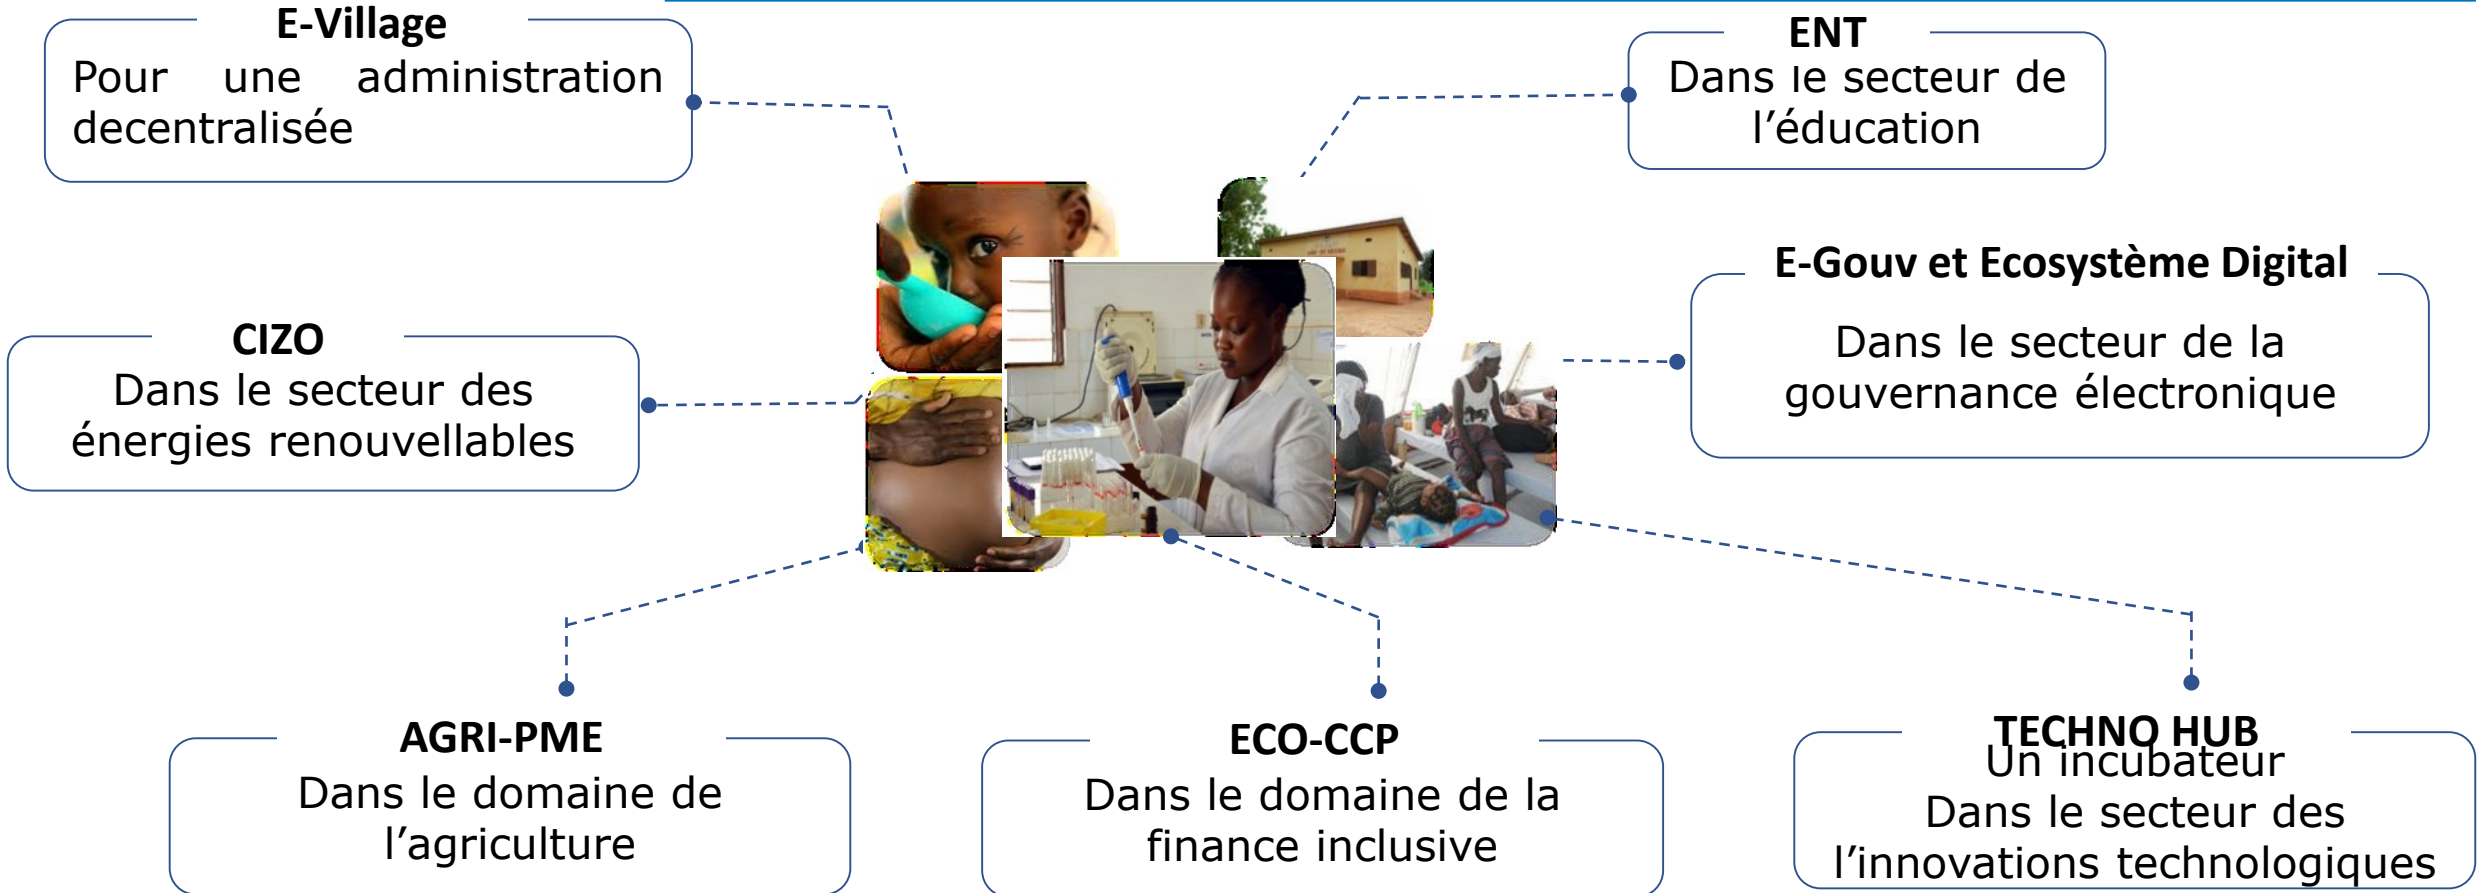 E-Village
Pour une administration
decentralisée
ENT
Dans le secteur de
l’éducation
CIZO
Dans le secteur des
énergies renouvellables
E-Gouv et Ecosystème Digital
Dans le secteur de la
gouvernance électronique
AGRI-PME
Dans le domaine de
l’agriculture
ECO-CCP
Dans le domaine de la
finance inclusive
TECHNO HUB
Un incubateur
Dans le secteur des
l’innovations technologiques